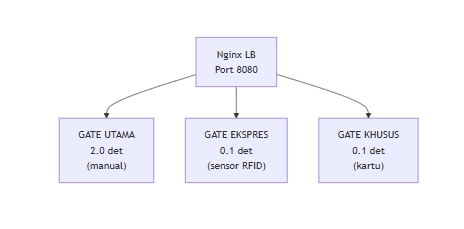 Nginx LB
Port 8080
GATE UTAMA
2.0 det
(manual)
GATE EKSPRES
0.1 det
(sensor RFID)
GATE KHUSUS
0.1 det
(kartu)